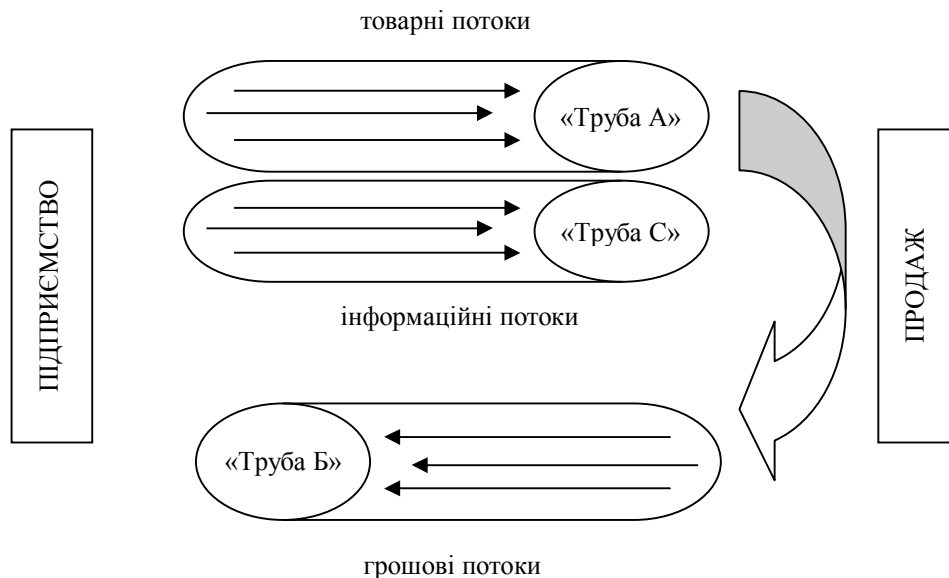 товарні потоки
«Труба А»
ПІДПРИЄМСТВО
«Труба С»
ПРОДАЖ
інформаційні потоки
«Труба Б»
грошові потоки